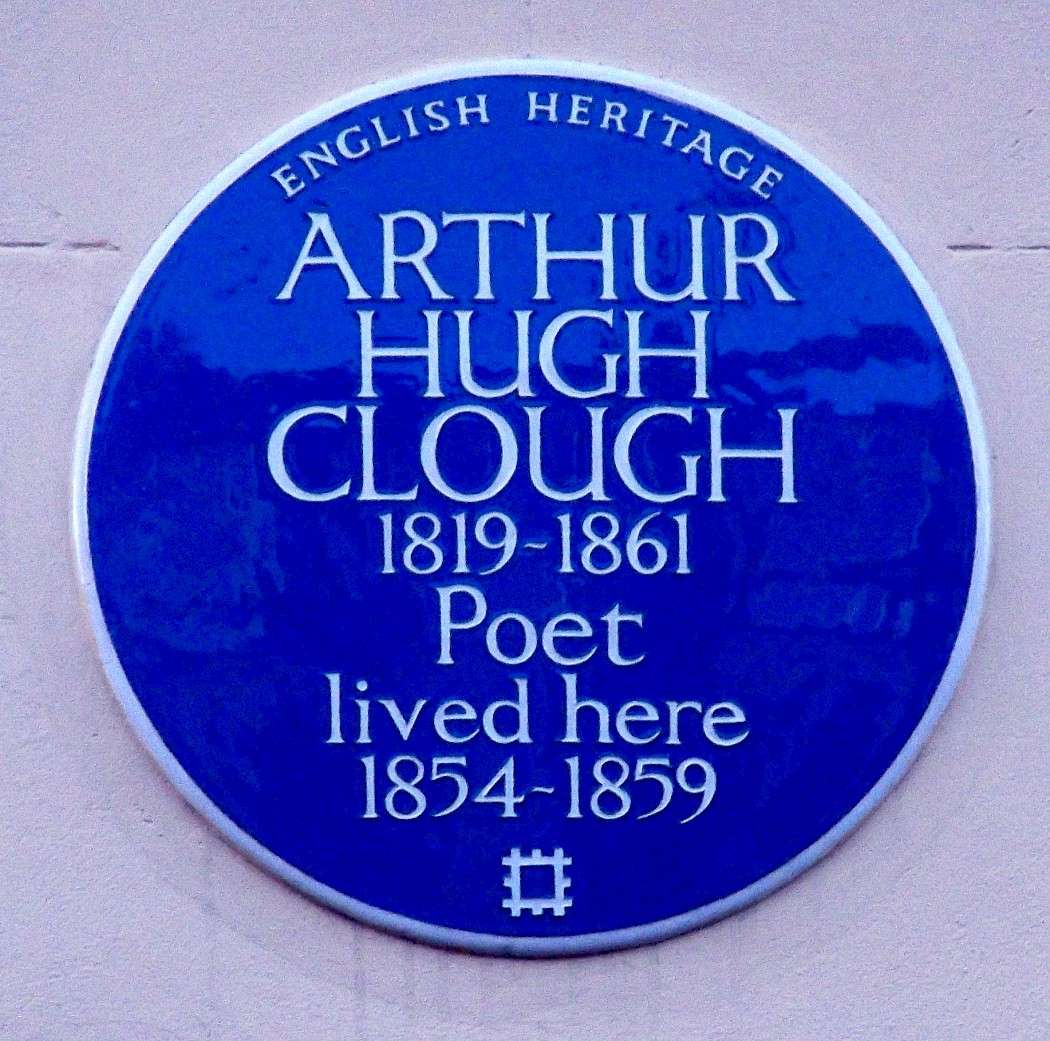 ENGLISH HERITAGE
ARTHUR
HUGH
CLOUGH
1819-1861
Poet
lived here
1854-1859